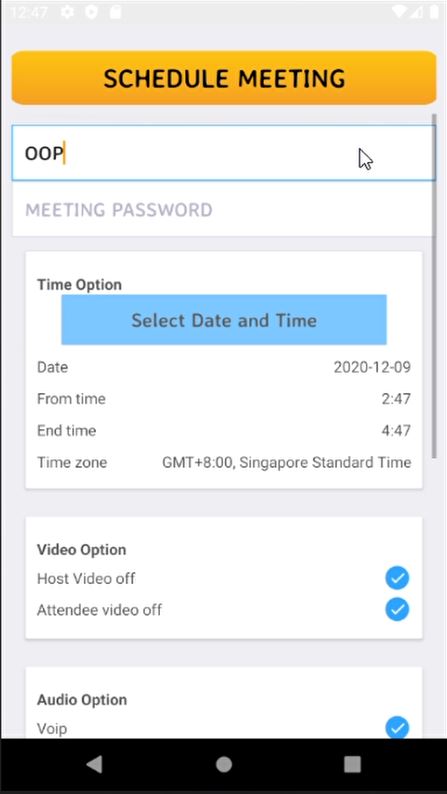 12:47
SCHEDULE MEETING
OOP
MEETING PASSWORD
Time Option
Select Date and Time
Date 2020-12-09
From time 2:47
End time 4:47
Time zone GMT+8:00, Singapore Standard Time
Video Option
Host Video off
Attendee video off
Audio Option
Voip